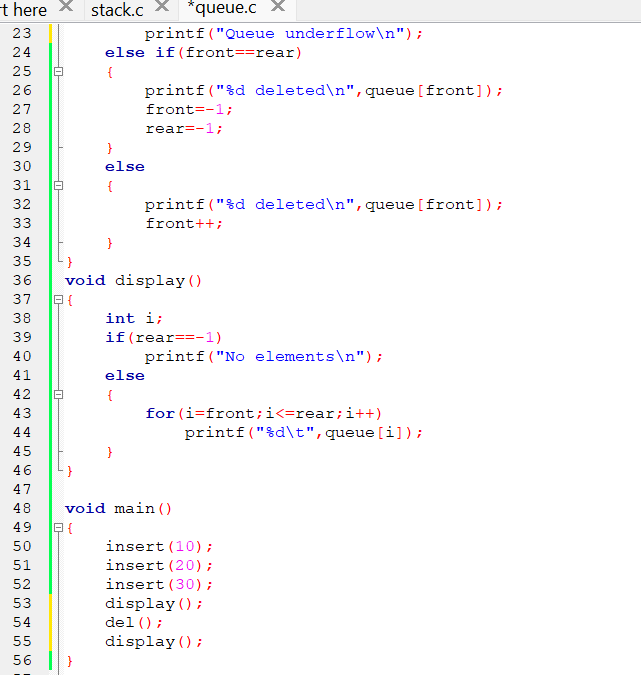 rt here stack.c *queue.c
23 printf("Queue underflow\n");
24 else if(front==rear)
25 {
26 printf("%d deleted\n",queue[front]);
27 front=-1;
28 rear=-1;
29 }
30 else
31 {
32 printf("%d deleted\n",queue[front]);
33 front++;
34 }
35 }
36 void display()
37 {
38 int i;
39 if(rear==-1)
40 printf("No elements\n");
41 else
42 {
43 for(i=front;i<=rear;i++)
44 printf("%d\t",queue[i]);
45 }
46 }
47
48 void main()
49 {
50 insert(10);
51 insert(20);
52 insert(30);
53 display();
54 del();
55 display();
56 }